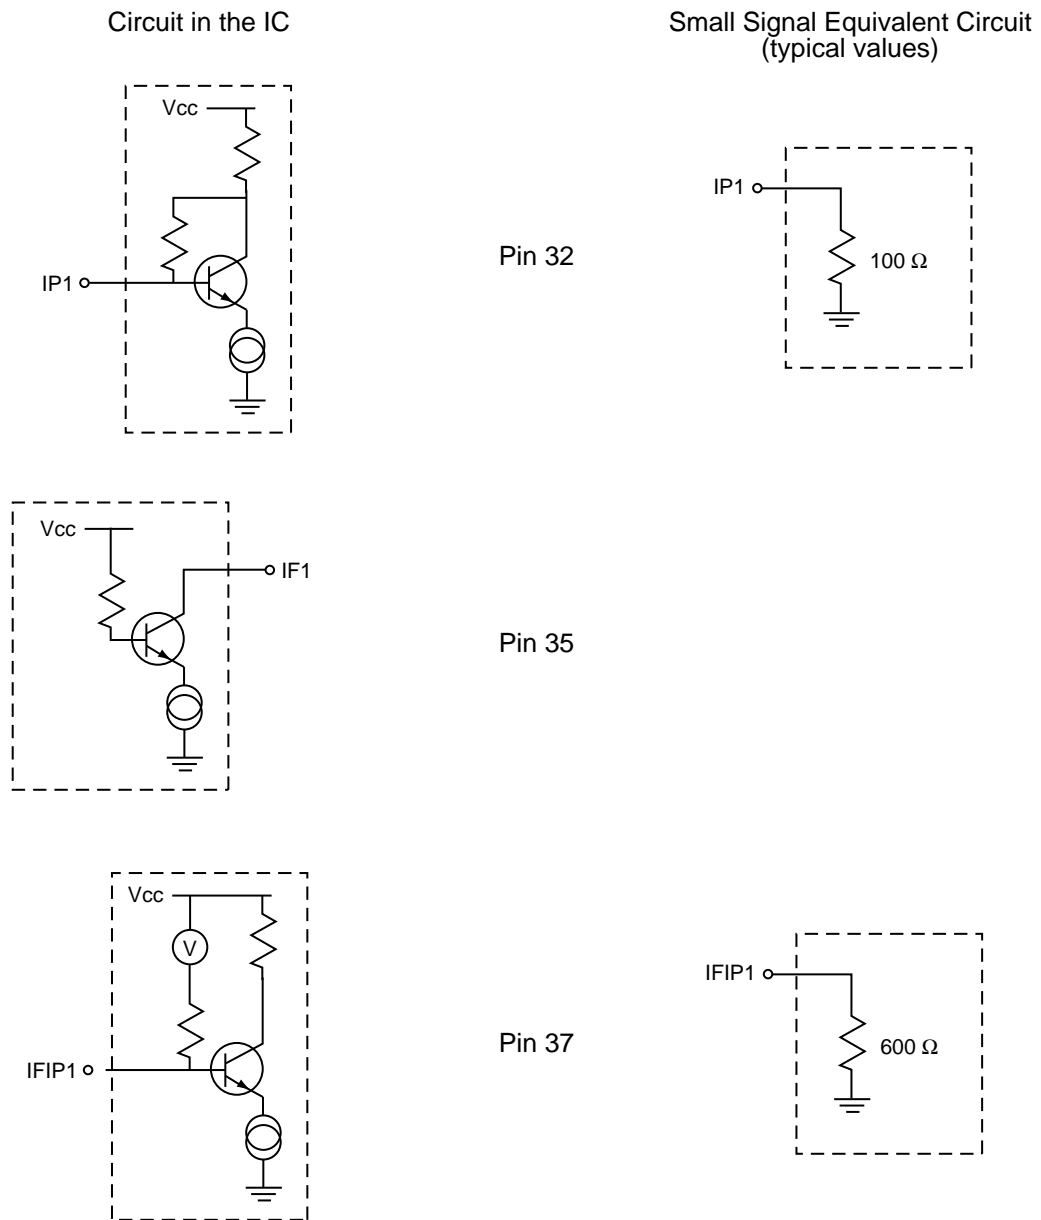 Circuit in the IC
Small Signal Equivalent Circuit
(typical values)
Vcc
IP1
Pin 32
IP1
100 Ω
Vcc
IF1
Pin 35
Vcc
V
IFIP1
Pin 37
IFIP1
600 Ω